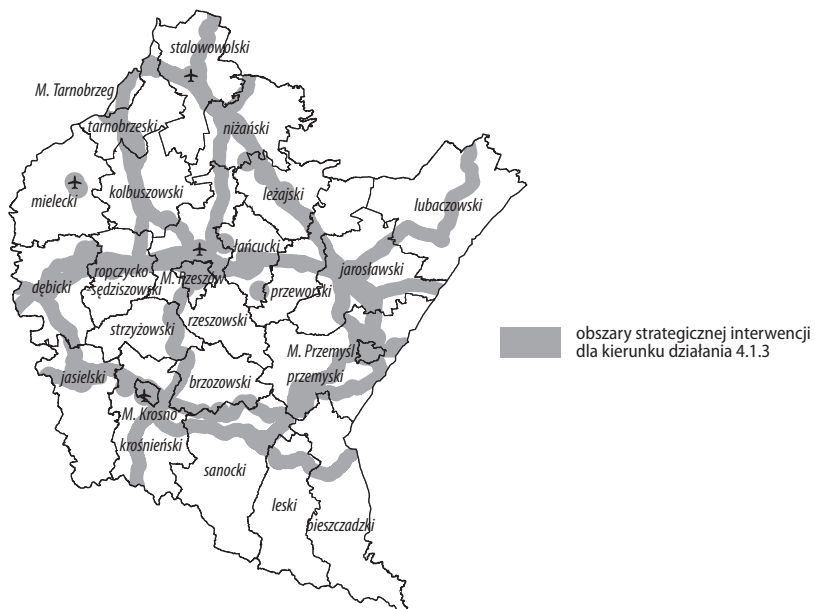 stalowowolski
M. Tarnobrzeg
tarnobrzeski
niżański
mielecki
kolbuszowski
leżajski
lubaczowski
łańcucki
jarosławski
dębicki
ropczycko-
-sędziszowski
M. Rzeszów
przeworski
rzeszowski
strzyżowski
M. Przemyśl
przemyski
jasielski
brzozowski
M. Krosno
krośnieński
sanocki
leski
bieszczadzki
obszary strategicznej interwencji
dla kierunku działania 4.1.3